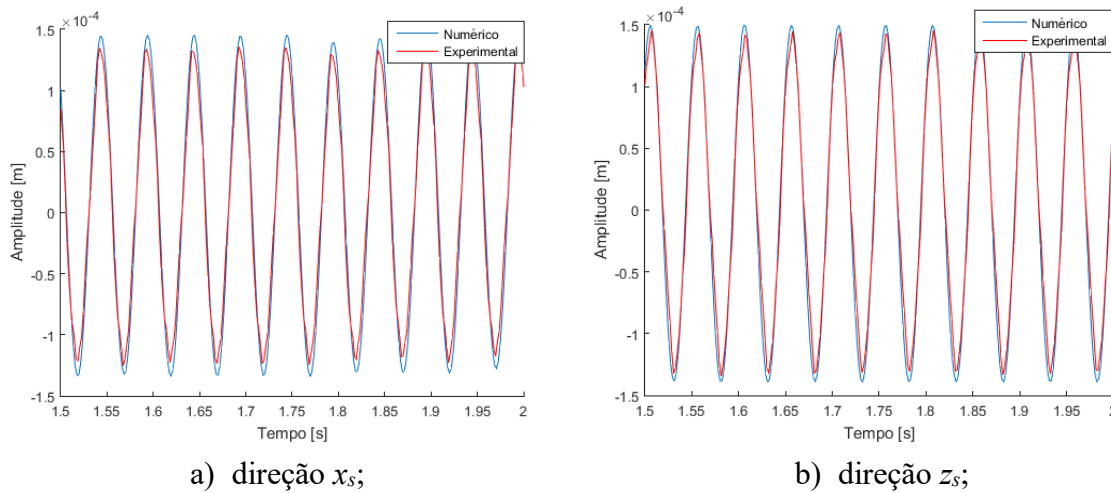 ×10⁻⁴
Numérico
Experimental
1.5
1
0.5
0
-0.5
-1
-1.5
Amplitude [m]
1.5 1.55 1.6 1.65 1.7 1.75 1.8 1.85 1.9 1.95 2
Tempo [s]
a) direção xₛ;
×10⁻⁴
Numérico
Experimental
1.5
1
0.5
0
-0.5
-1
-1.5
Amplitude [m]
1.5 1.55 1.6 1.65 1.7 1.75 1.8 1.85 1.9 1.95 2
Tempo [s]
b) direção zₛ;